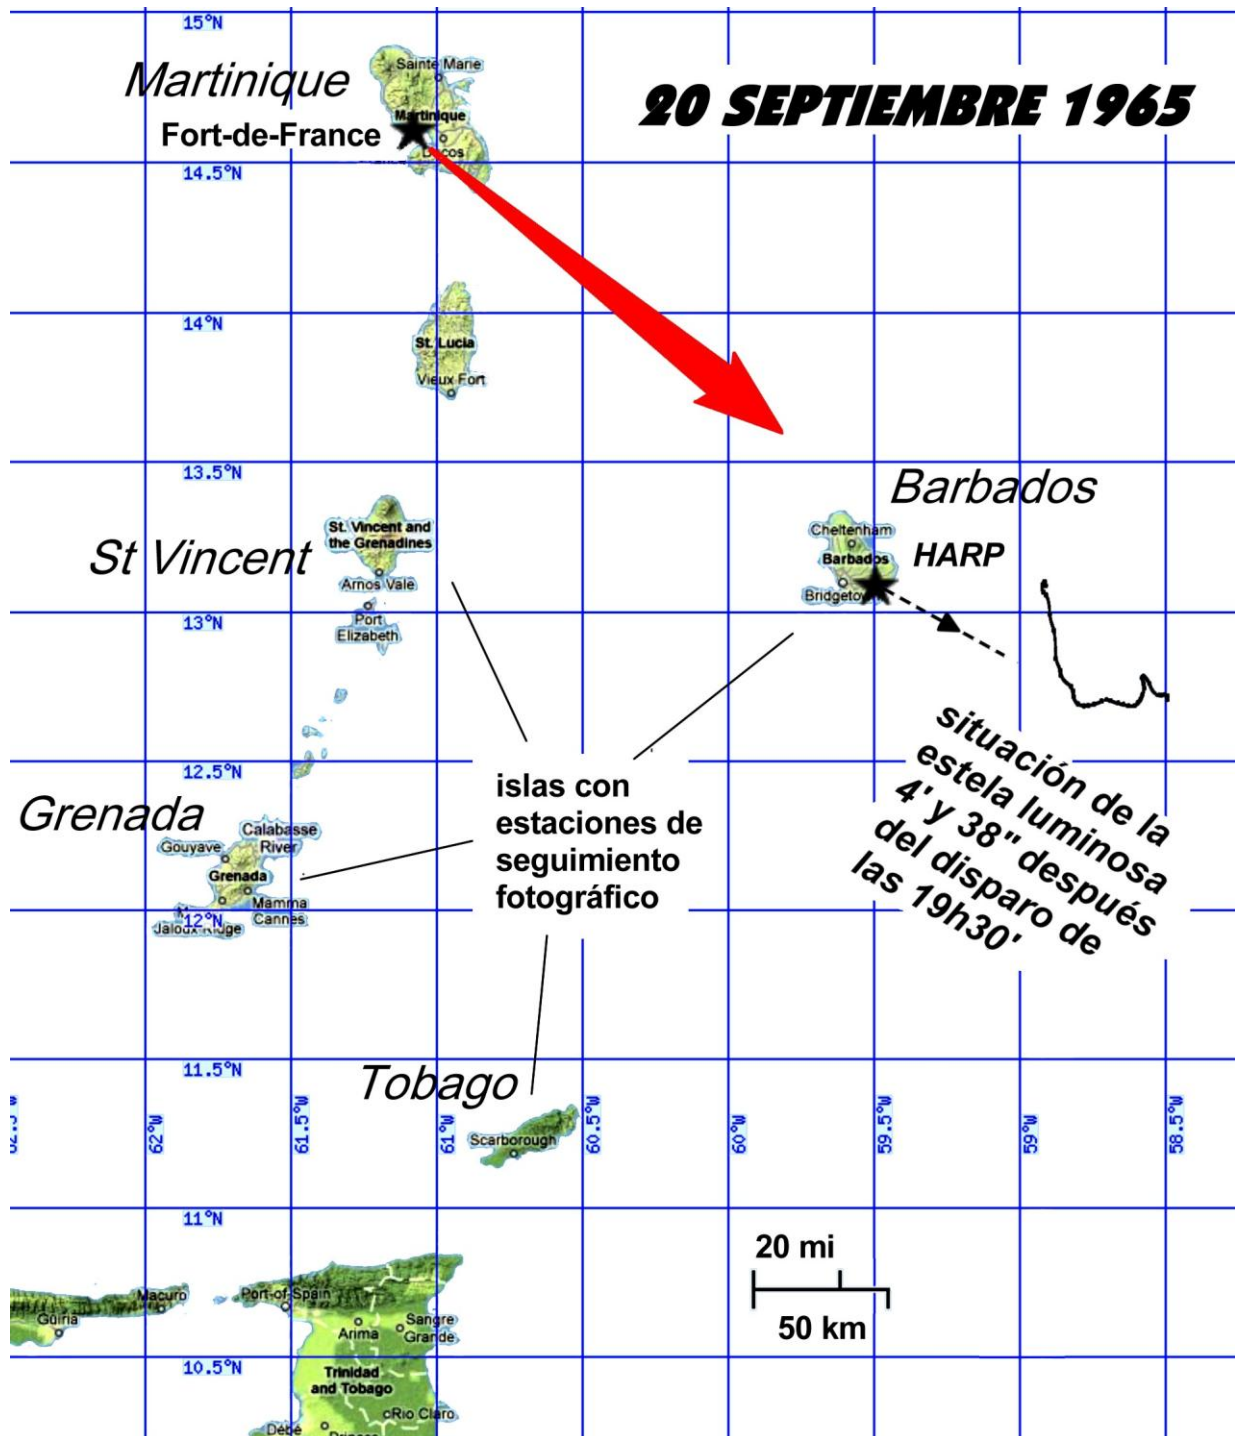 15°N
Martinique
Sainte Marie
20 SEPTIEMBRE 1965
Martinique
Fort-de-France
14.5°N
14°N
St. Lucia
Vieux Fort
13.5°N
Barbados
St. Vincent and
the Grenadines
Cheltenham
Barbados
HARP
St Vincent
Arnos Vale
Bridgetow
13°N
Port
Elizabeth
situación de la
estela luminosa
4' y 38" después
del disparo de
las 19h30'
12.5°N
islas con
estaciones de
seguimiento
fotográfico
Grenada
Calabasse
River
Gouyave
Grenada
Mamma
Cannes
12°N
11.5°N
Tobago
Scarborough
62°W
61.5°W
61°W
60.5°W
60°W
59.5°W
59°W
58.5°W
11°N
20 mi
50 km
Macuro
Port-of-Spain
Güiria
Arima
Sangre
Grande
10.5°N
Trinidad
and Tobago
Rio Claro
Débé